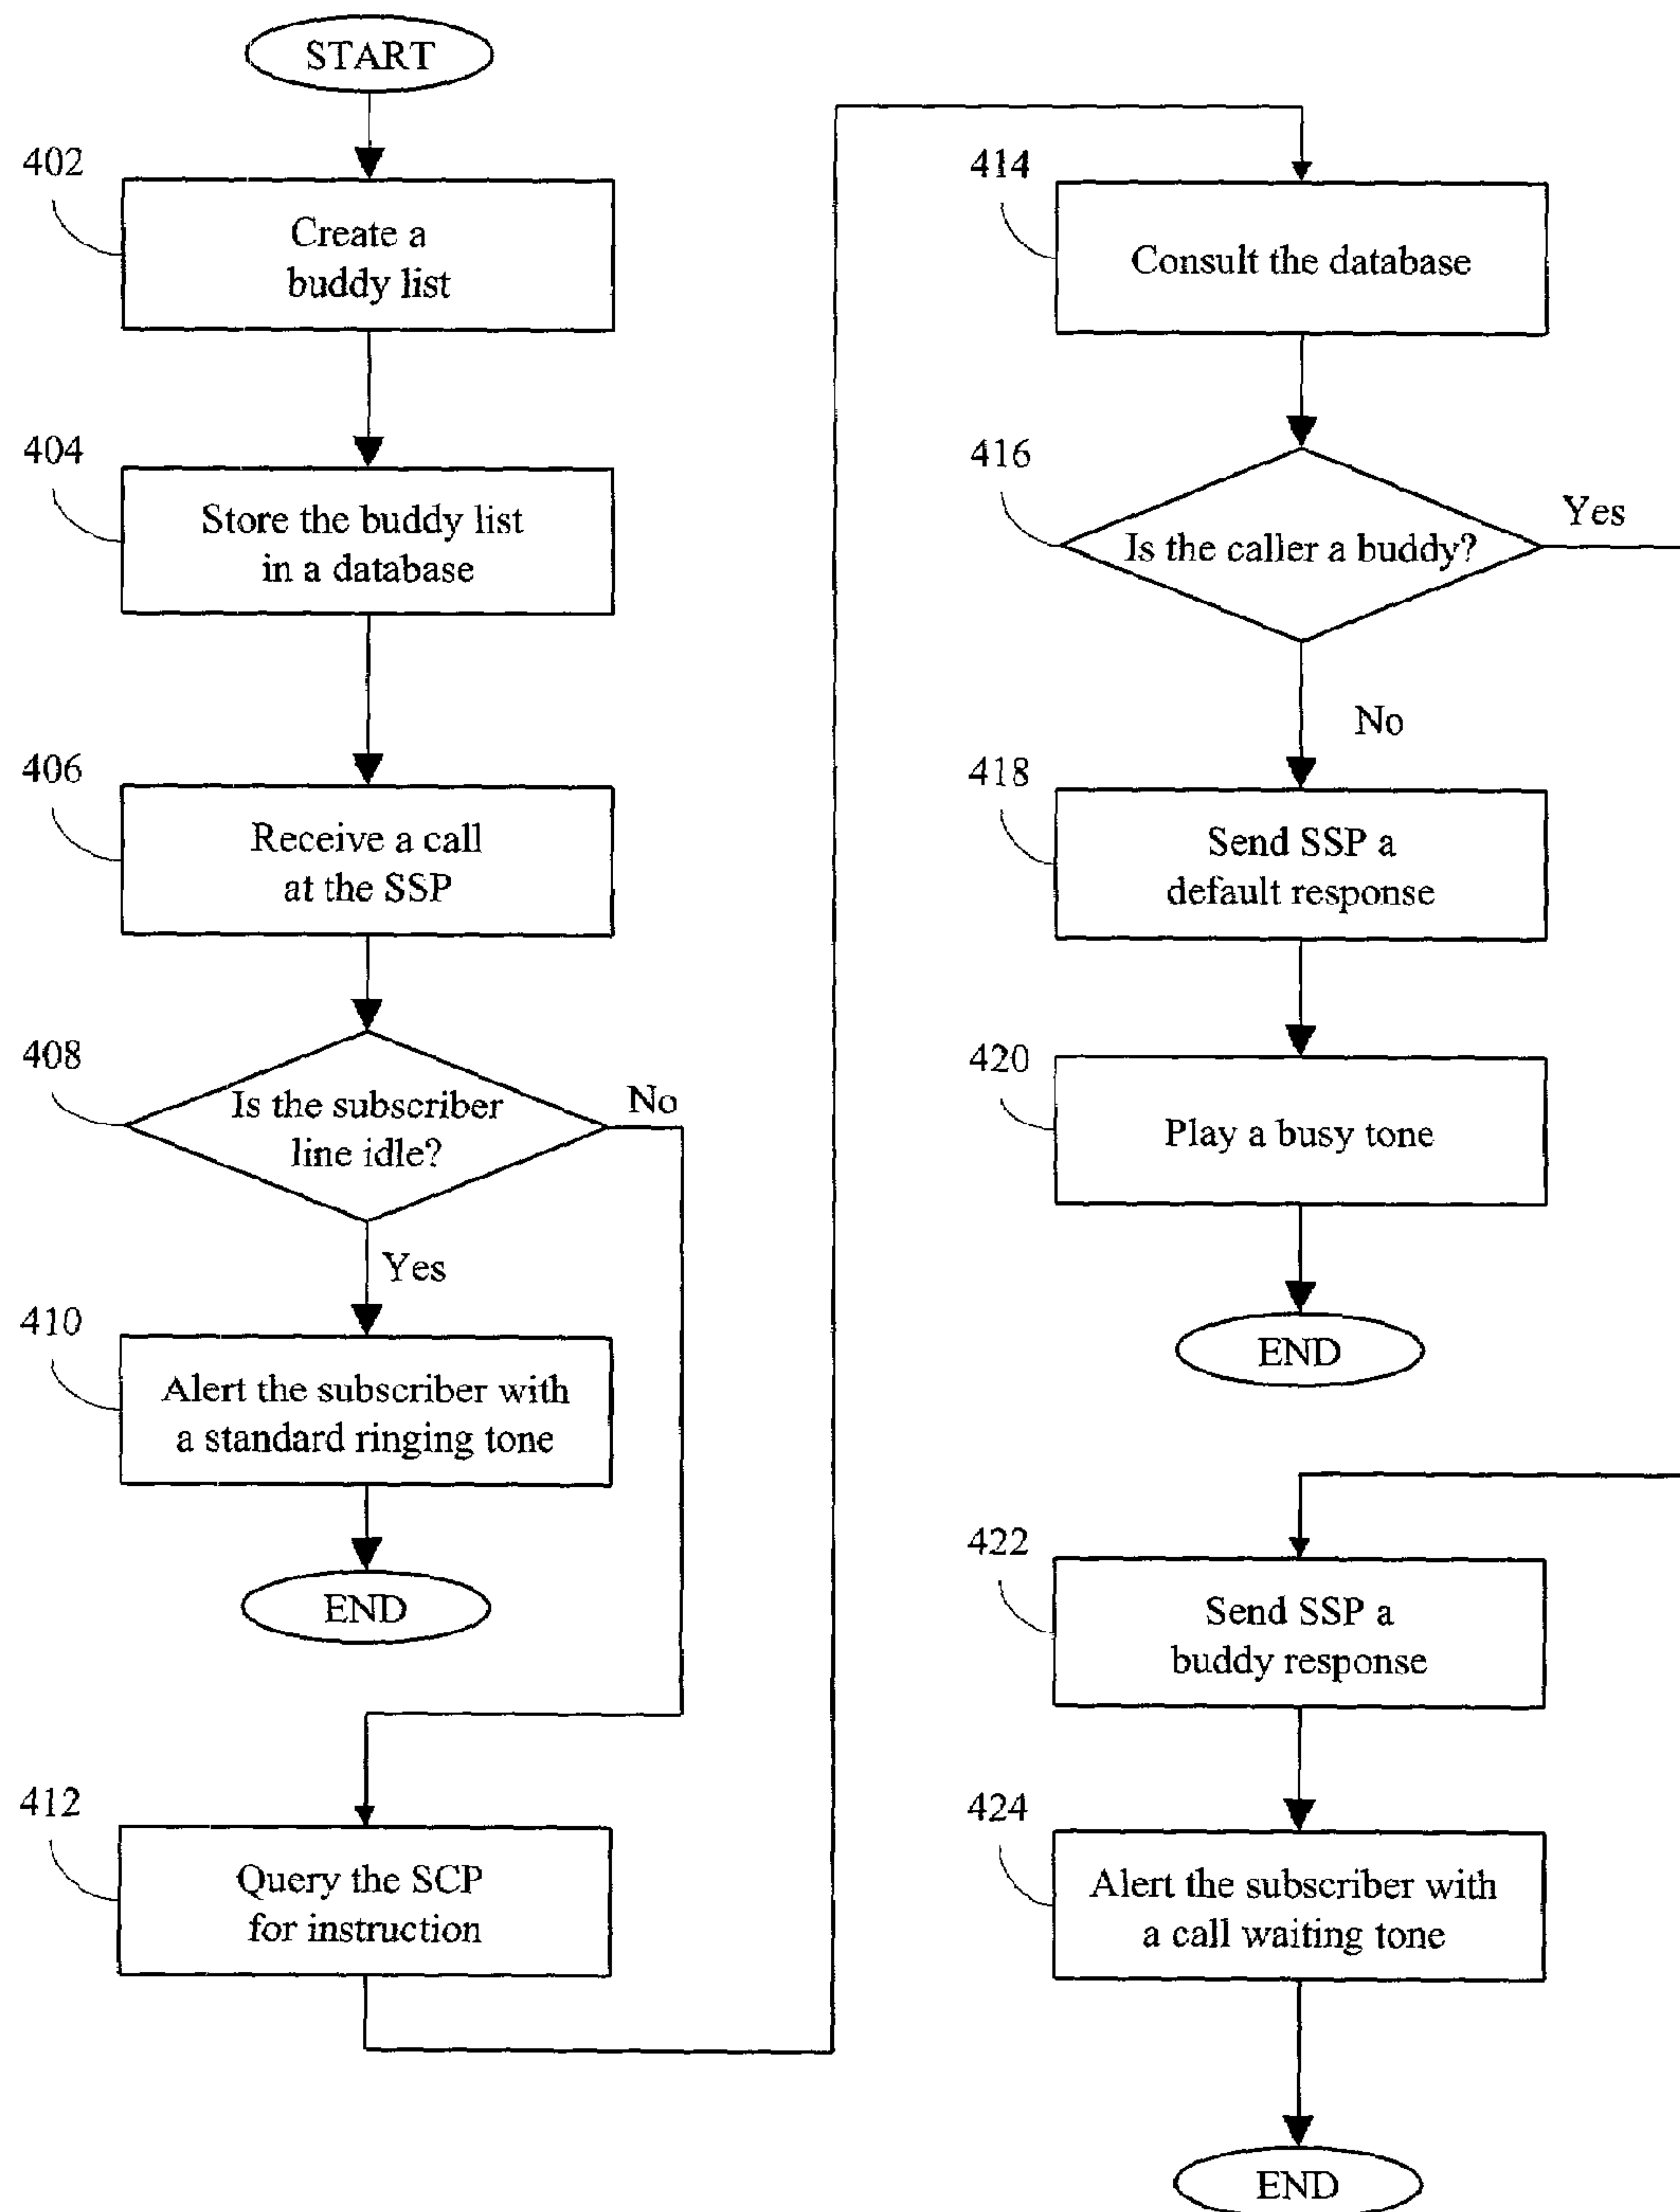 START
402
Create a
buddy list
404
Store the buddy list
in a database
406
Receive a call
at the SSP
408
Is the subscriber
line idle?
No
Yes
410
Alert the subscriber with
a standard ringing tone
END
412
Query the SCP
for instruction
414
Consult the database
416
Is the caller a buddy?
Yes
No
418
Send SSP a
default response
420
Play a busy tone
END
422
Send SSP a
buddy response
424
Alert the subscriber with
a call waiting tone
END